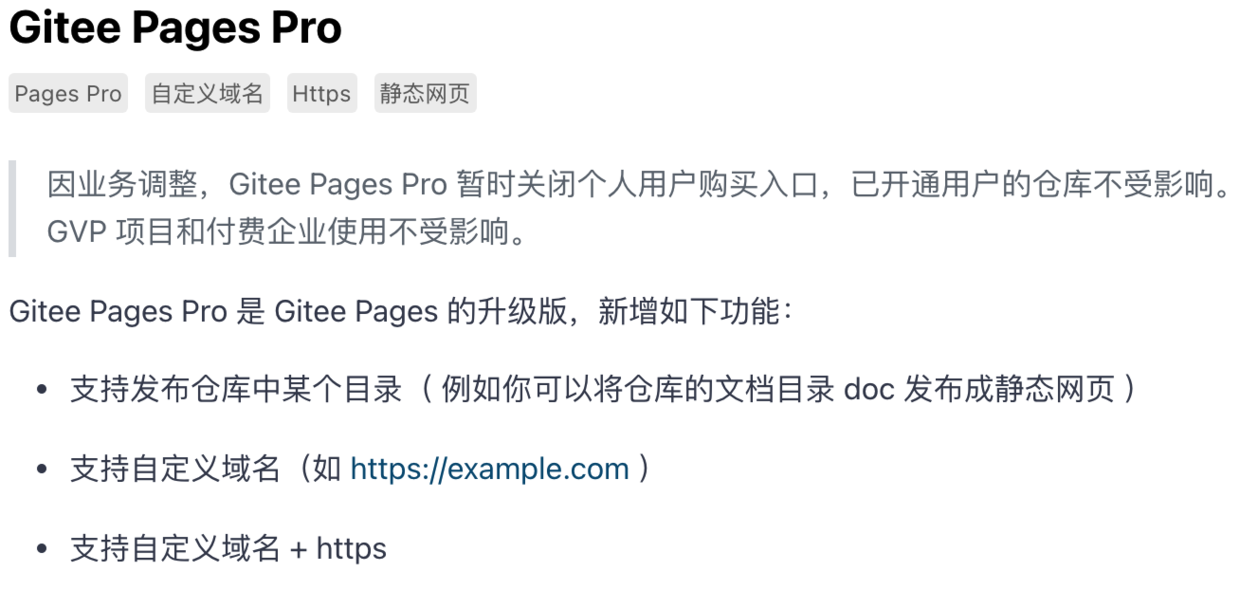 Gitee Pages Pro
Pages Pro 自定义域名 Https 静态网页
因业务调整，Gitee Pages Pro 暂时关闭个人用户购买入口，已开通用户的仓库不受影响。
GVP 项目和付费企业使用不受影响。
Gitee Pages Pro 是 Gitee Pages 的升级版，新增如下功能：
• 支持发布仓库中某个目录（ 例如你可以将仓库的文档目录 doc 发布成静态网页 ）
• 支持自定义域名（如 https://example.com ）
• 支持自定义域名 + https